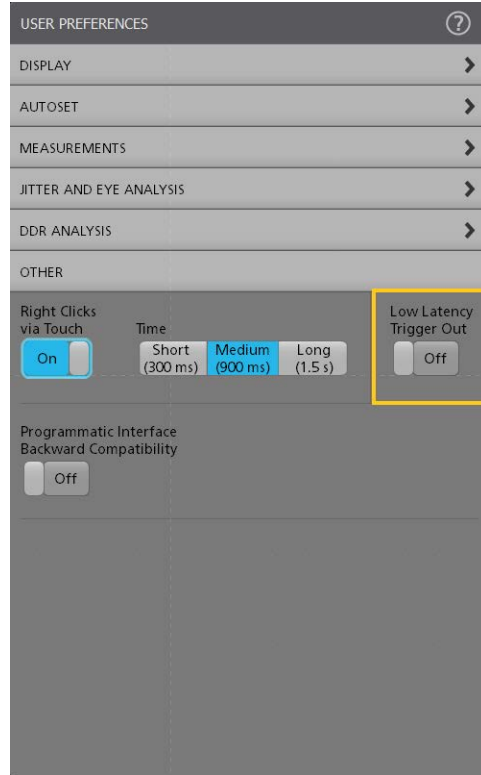 USER PREFERENCES ?
DISPLAY
AUTOSET
MEASUREMENTS
JITTER AND EYE ANALYSIS
DDR ANALYSIS
OTHER
Right Clicks
via Touch
On
Time
Short
(300 ms)
Medium
(900 ms)
Long
(1.5 s)
Low Latency
Trigger Out
Off
Programmatic Interface
Backward Compatibility
Off